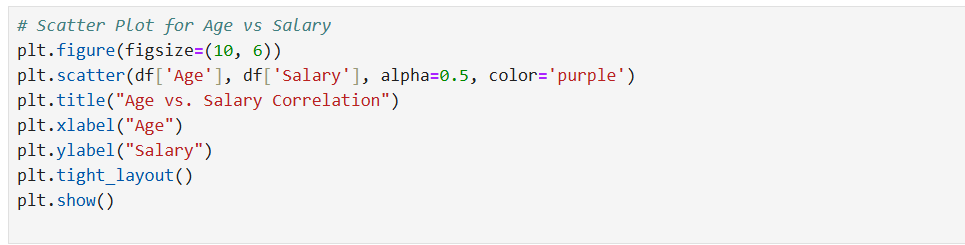 # Scatter Plot for Age vs Salary
plt.figure(figsize=(10, 6))
plt.scatter(df['Age'], df['Salary'], alpha=0.5, color='purple')
plt.title("Age vs. Salary Correlation")
plt.xlabel("Age")
plt.ylabel("Salary")
plt.tight_layout()
plt.show()